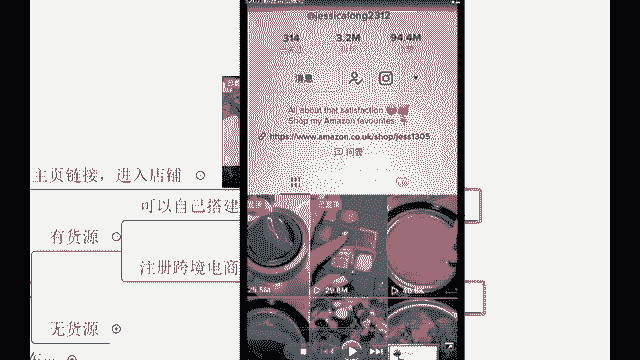 @jessicalong2312
314
3.2M
94.4M
消息
All about that satisfaction
Shop my Amazon favourites
https://www.amazon.co.uk/shop/jess1305...
问答
主页链接，进入店铺
可以自己搭建
有货源
注册跨境电商
无货源
29.8M